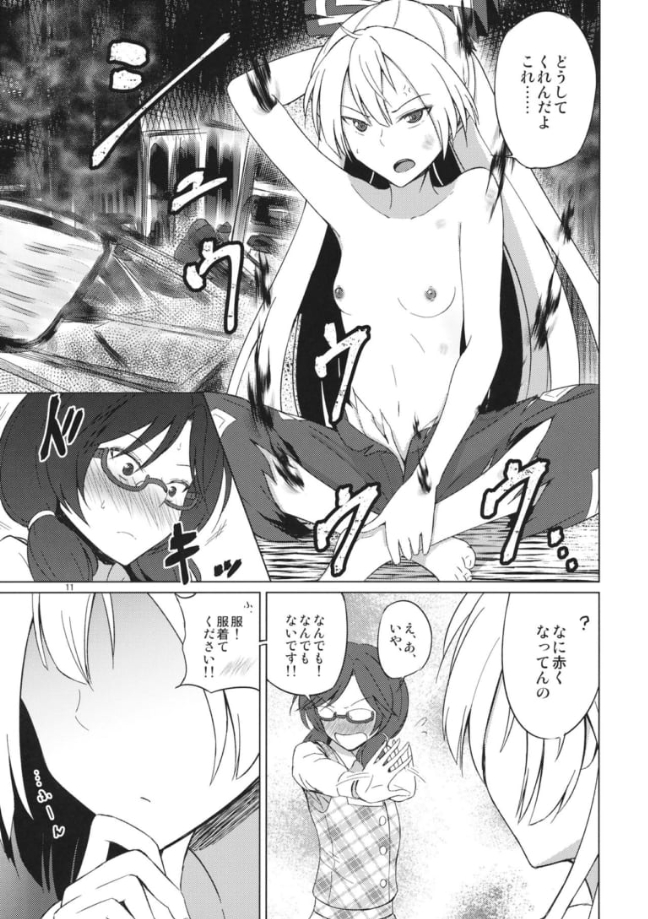 どうして
くれんだよ
これ……
シュウウウウ…
ドキッ
11
?
なに赤く
なってんの
え、あ、
いや、
なんでも!
なんでも
ないです!!
ふ、
服!
服着て
ください!!
…ふーん